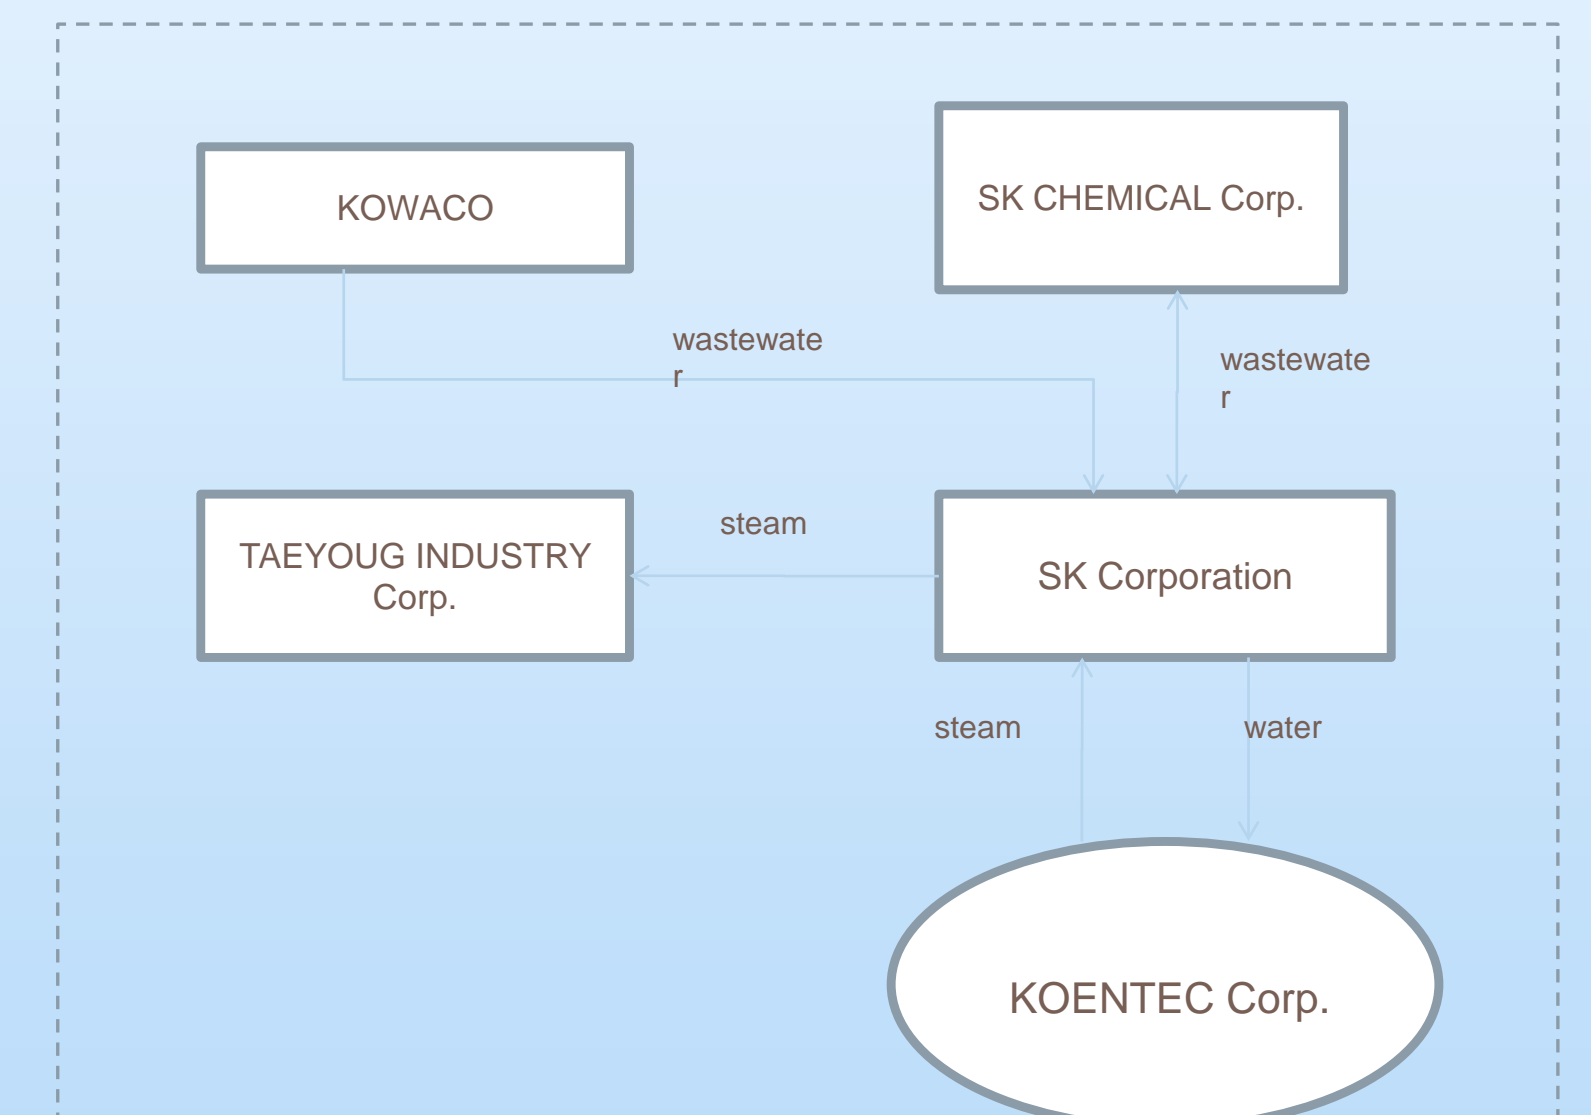 KOWACO
SK CHEMICAL Corp.
wastewate
r
wastewate
r
TAEYOUG INDUSTRY
Corp.
steam
SK Corporation
steam
water
KOENTEC Corp.